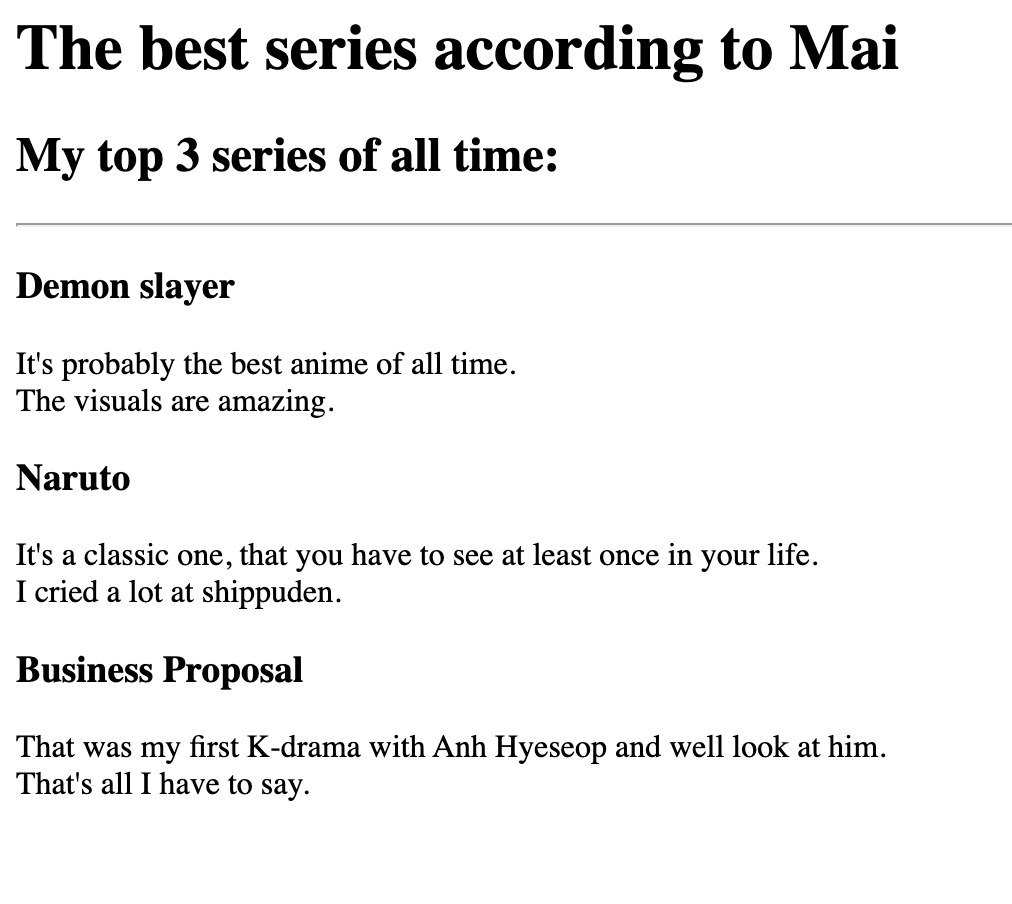 The best series according to Mai
My top 3 series of all time:
Demon slayer
It's probably the best anime of all time.
The visuals are amazing.
Naruto
It's a classic one, that you have to see at least once in your life.
I cried a lot at shippuden.
Business Proposal
That was my first K-drama with Anh Hyeseop and well look at him.
That's all I have to say.